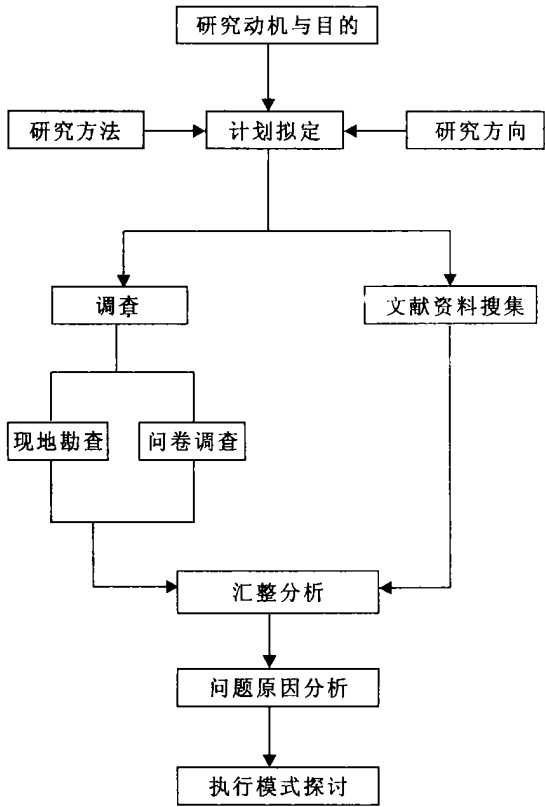 研究动机与目的
研究方法
计划拟定
研究方向
调查
文献资料搜集
现地勘查
问卷调查
汇整分析
问题原因分析
执行模式探讨